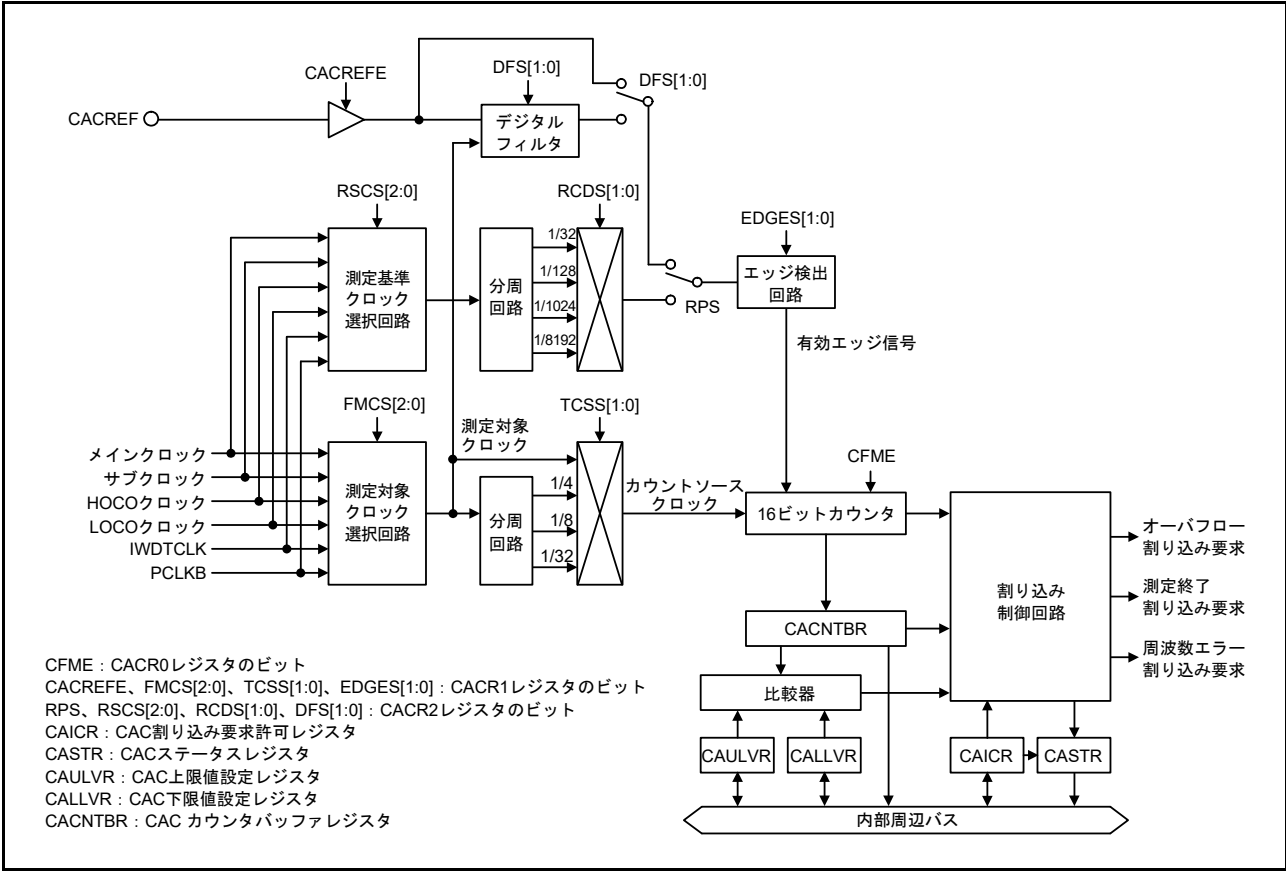 CACREFE
DFS[1:0]
DFS[1:0]
CACREF
デジタル
フィルタ
RSCS[2:0]
RCDS[1:0]
EDGES[1:0]
測定基準
クロック
選択回路
分周
回路
1/32
1/128
1/1024
1/8192
RPS
エッジ検出
回路
有効エッジ信号
FMCS[2:0]
測定対象
クロック
TCSS[1:0]
メインクロック
サブクロック
HOCOクロック
LOCOクロック
IWDTCLK
PCLKB
測定対象
クロック
選択回路
分周
回路
1/4
1/8
1/32
カウントソース
クロック
CFME
16ビットカウンタ
割り込み
制御回路
オーバフロー
割り込み要求
測定終了
割り込み要求
周波数エラー
割り込み要求
CACNTBR
比較器
CAULVR
CALLVR
CAICR
CASTR
内部周辺バス
CFME：CACR0レジスタのビット
CACREFE、FMCS[2:0]、TCSS[1:0]、EDGES[1:0]：CACR1レジスタのビット
RPS、RSCS[2:0]、RCDS[1:0]、DFS[1:0]：CACR2レジスタのビット
CAICR：CAC割り込み要求許可レジスタ
CASTR：CACステータスレジスタ
CAULVR：CAC上限値設定レジスタ
CALLVR：CAC下限値設定レジスタ
CACNTBR：CAC カウンタバッファレジスタ